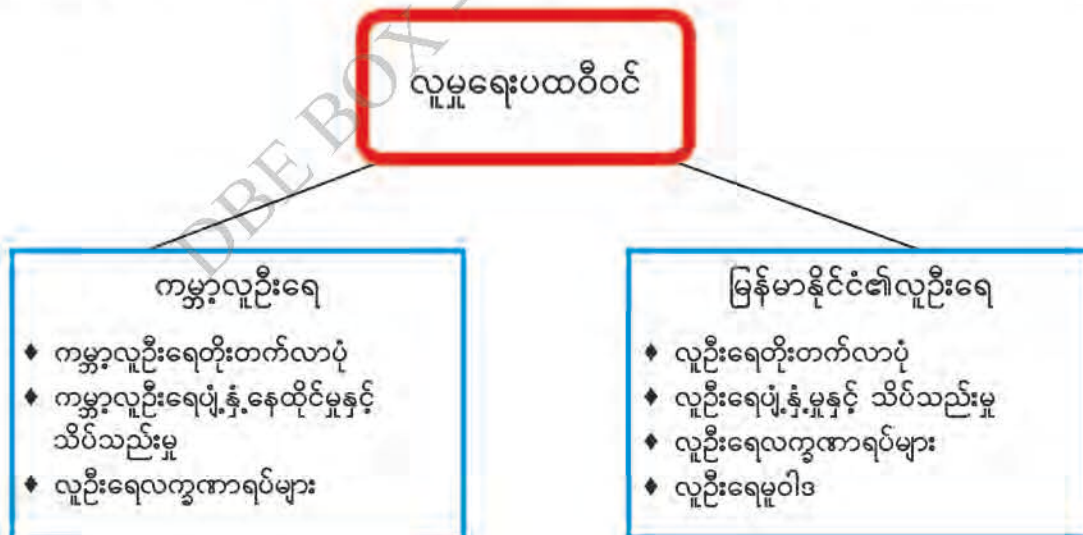 လူမှုရေးပထဝီဝင်
ကမ္ဘာ့လူဦးရေ
♦ ကမ္ဘာ့လူဦးရေတိုးတက်လာပုံ
♦ ကမ္ဘာ့လူဦးရေပျံ့နှံ့နေထိုင်မှုနှင့်
သိပ်သည်းမှု
♦ လူဦးရေလက္ခဏာရပ်များ
မြန်မာနိုင်ငံ၏လူဦးရေ
♦ လူဦးရေတိုးတက်လာပုံ
♦ လူဦးရေပျံ့နှံ့မှုနှင့် သိပ်သည်းမှု
♦ လူဦးရေလက္ခဏာရပ်များ
♦ လူဦးရေမူဝါဒ
DBE BOX